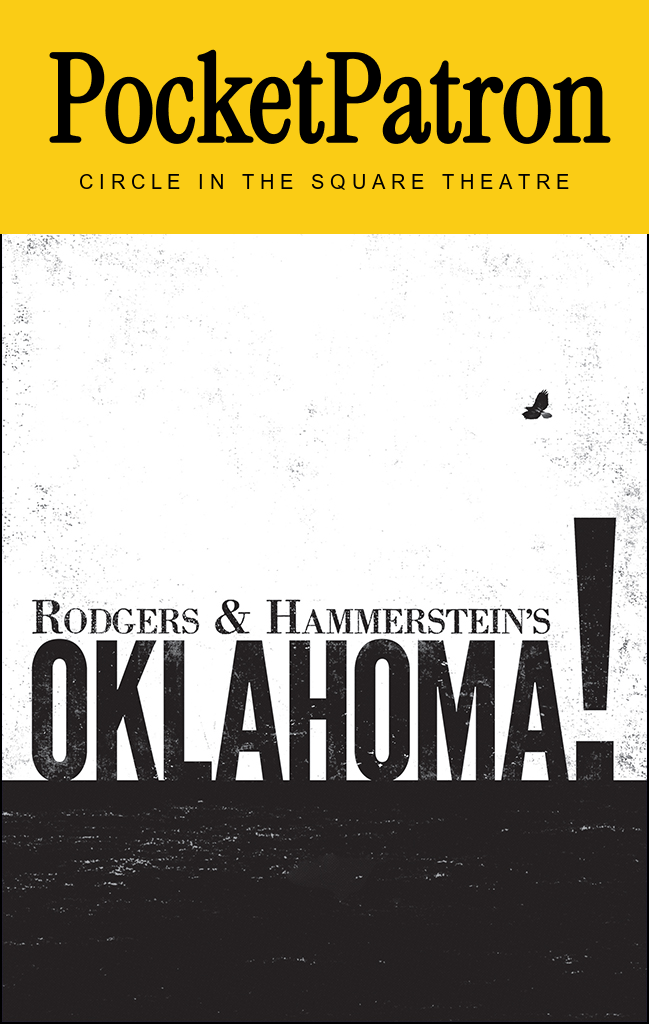 PocketPatron
CIRCLE IN THE SQUARE THEATRE
RODGERS & HAMMERSTEIN'S
OKLAHOMA!